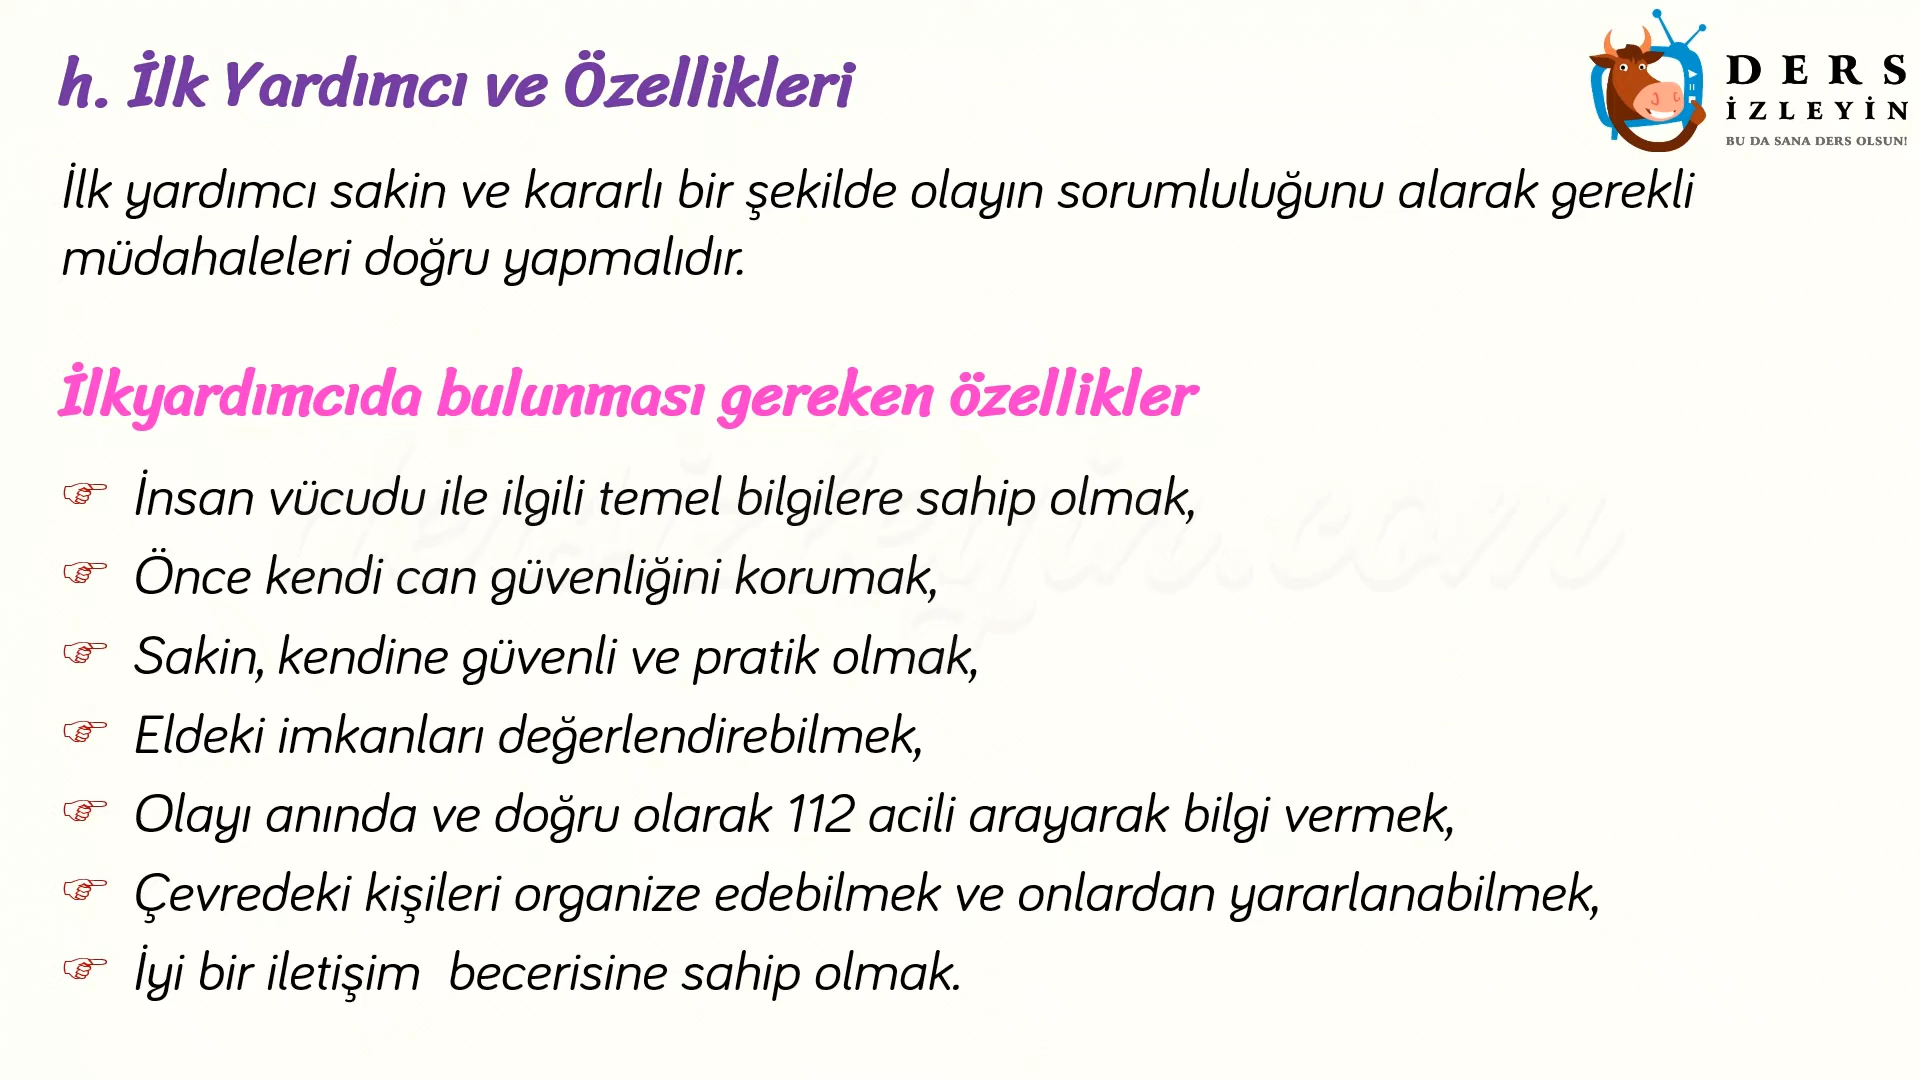 h. İlk Yardımcı ve Özellikleri
DERS
İZLEYİN
BU DA SANA DERS OLSUN!
İlk yardımcı sakin ve kararlı bir şekilde olayın sorumluluğunu alarak gerekli
müdahaleleri doğru yapmalıdır.
İlkyardımcıda bulunması gereken özellikler
İnsan vücudu ile ilgili temel bilgilere sahip olmak,
Önce kendi can güvenliğini korumak,
Sakin, kendine güvenli ve pratik olmak,
Eldeki imkanları değerlendirebilmek,
Olayı anında ve doğru olarak 112 acili arayarak bilgi vermek,
Çevredeki kişileri organize edebilmek ve onlardan yararlanabilmek,
İyi bir iletişim  becerisine sahip olmak.